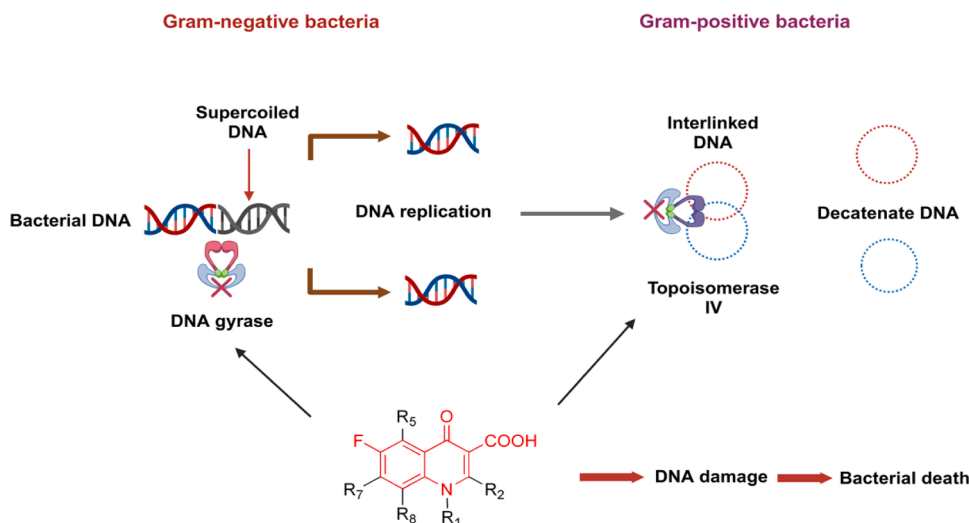 Gram-negative bacteria
Gram-positive bacteria
Supercoiled
DNA
Interlinked
DNA
Bacterial DNA
DNA replication
Decatenate DNA
DNA gyrase
Topoisomerase
IV
O
R5
F
COOH
R7
N
R2
R8
R1
DNA damage
Bacterial death